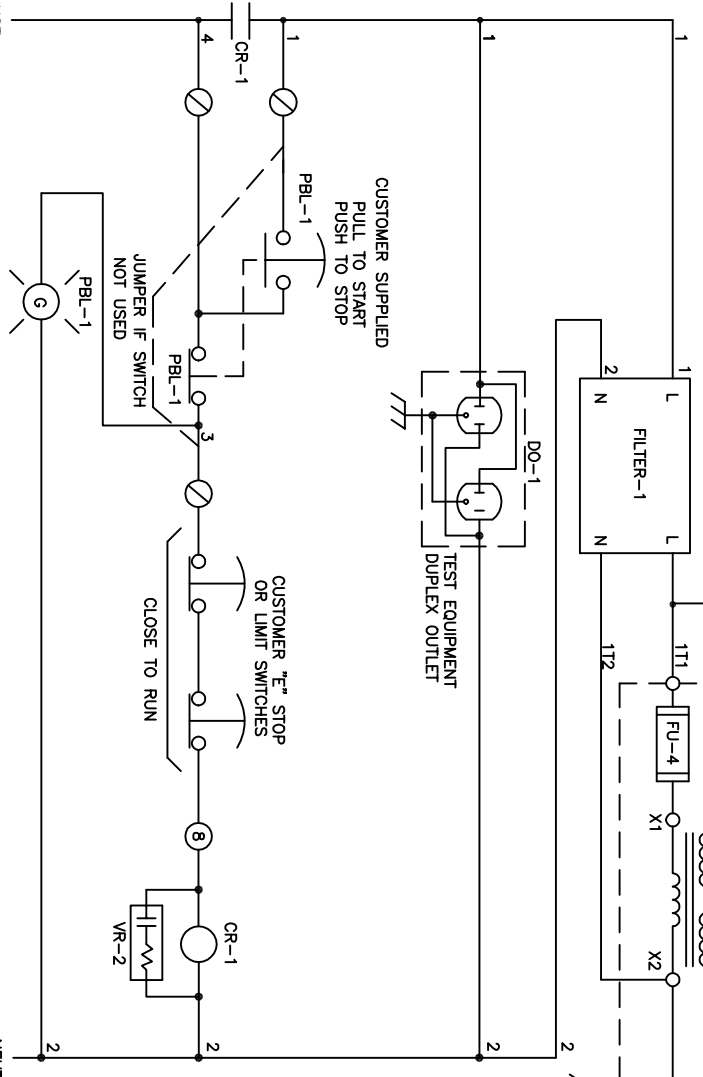 1
1
L
L
1T1
FU-4
X1
X2
FILTER-1
2
N
N
1T2
2
1
DO-1
TEST EQUIPMENT
DUPLEX OUTLET
2
CUSTOMER SUPPLIED
PULL TO START
PUSH TO STOP
1
PBL-1
CR-1
4
PBL-1
3
CUSTOMER "E" STOP
OR LIMIT SWITCHES
8
CR-1
2
JUMPER IF SWITCH
NOT USED
CLOSE TO RUN
VR-2
PBL-1
G
2